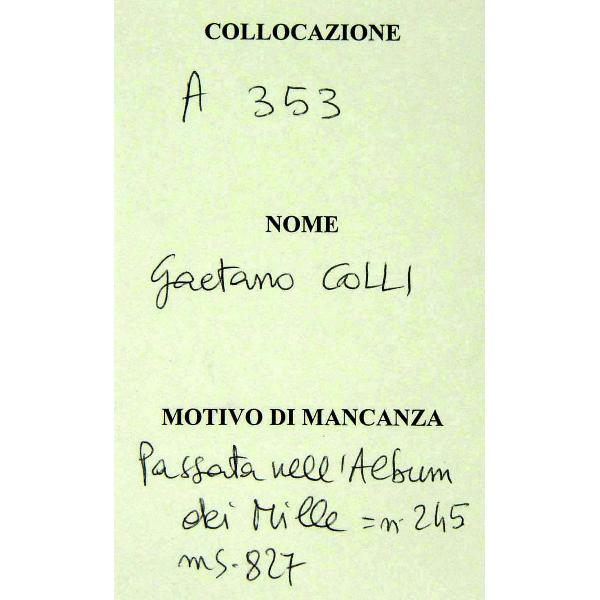 COLLOCAZIONE
A 353
NOME
Gaetano COLLI
MOTIVO DI MANCANZA
Passata nell'Album
dei Mille = n 245
ms. 827